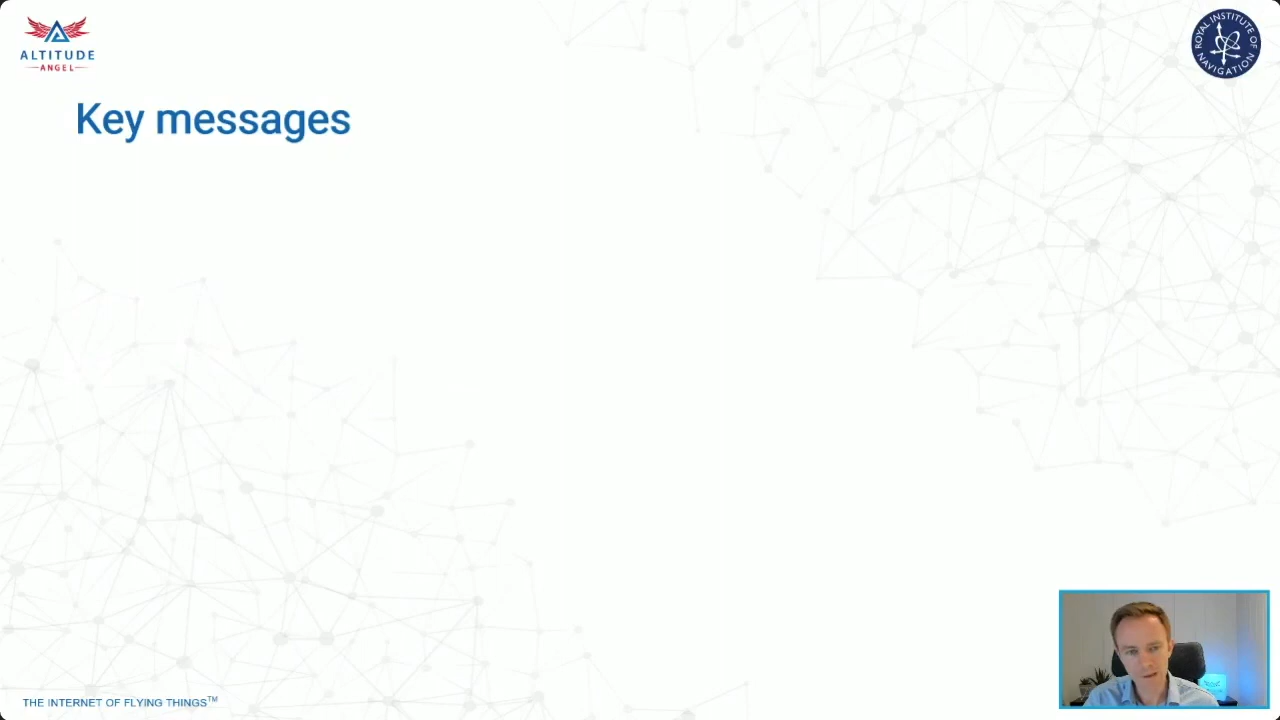 ALTITUDE
ANGEL
ROYAL INSTITUTE OF NAVIGATION
Key messages
THE INTERNET OF FLYING THINGS™